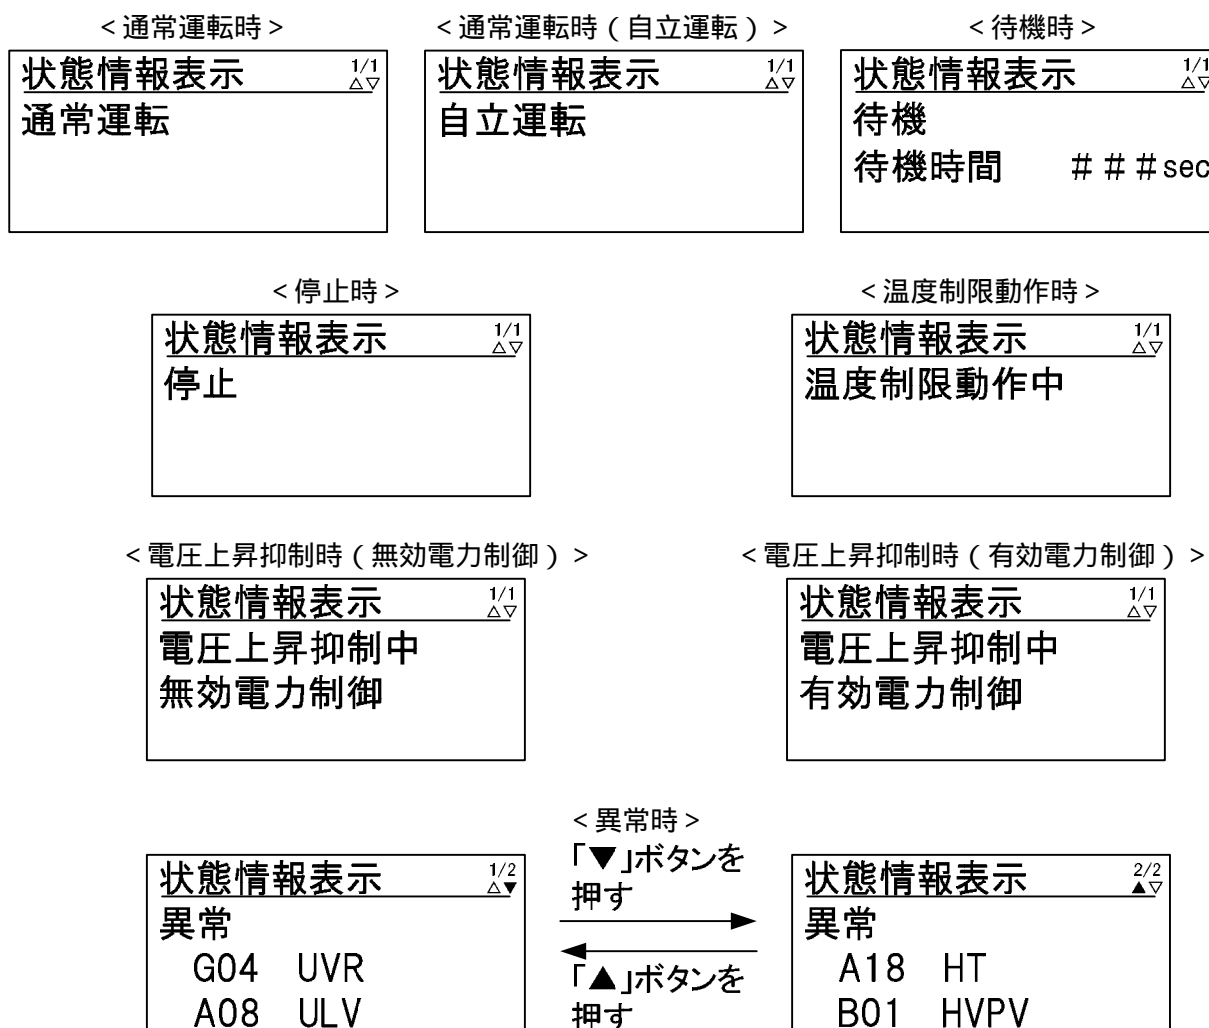 <通常運転時>
状態情報表示 1/1
△▽
通常運転
<通常運転時(自立運転)>
状態情報表示 1/1
△▽
自立運転
<待機時>
状態情報表示 1/1
△▽
待機
待機時間 ###sec
<停止時>
状態情報表示 1/1
△▽
停止
<温度制限動作時>
状態情報表示 1/1
△▽
温度制限動作中
<電圧上昇抑制時(無効電力制御)>
状態情報表示 1/1
△▽
電圧上昇抑制中
無効電力制御
<電圧上昇抑制時(有効電力制御)>
状態情報表示 1/1
△▽
電圧上昇抑制中
有効電力制御
<異常時>
状態情報表示 1/2
△▼
異常
G04 UVR
A08 ULV
「▼」ボタンを
押す
「▲」ボタンを
押す
状態情報表示 2/2
▲▽
異常
A18 HT
B01 HVPV